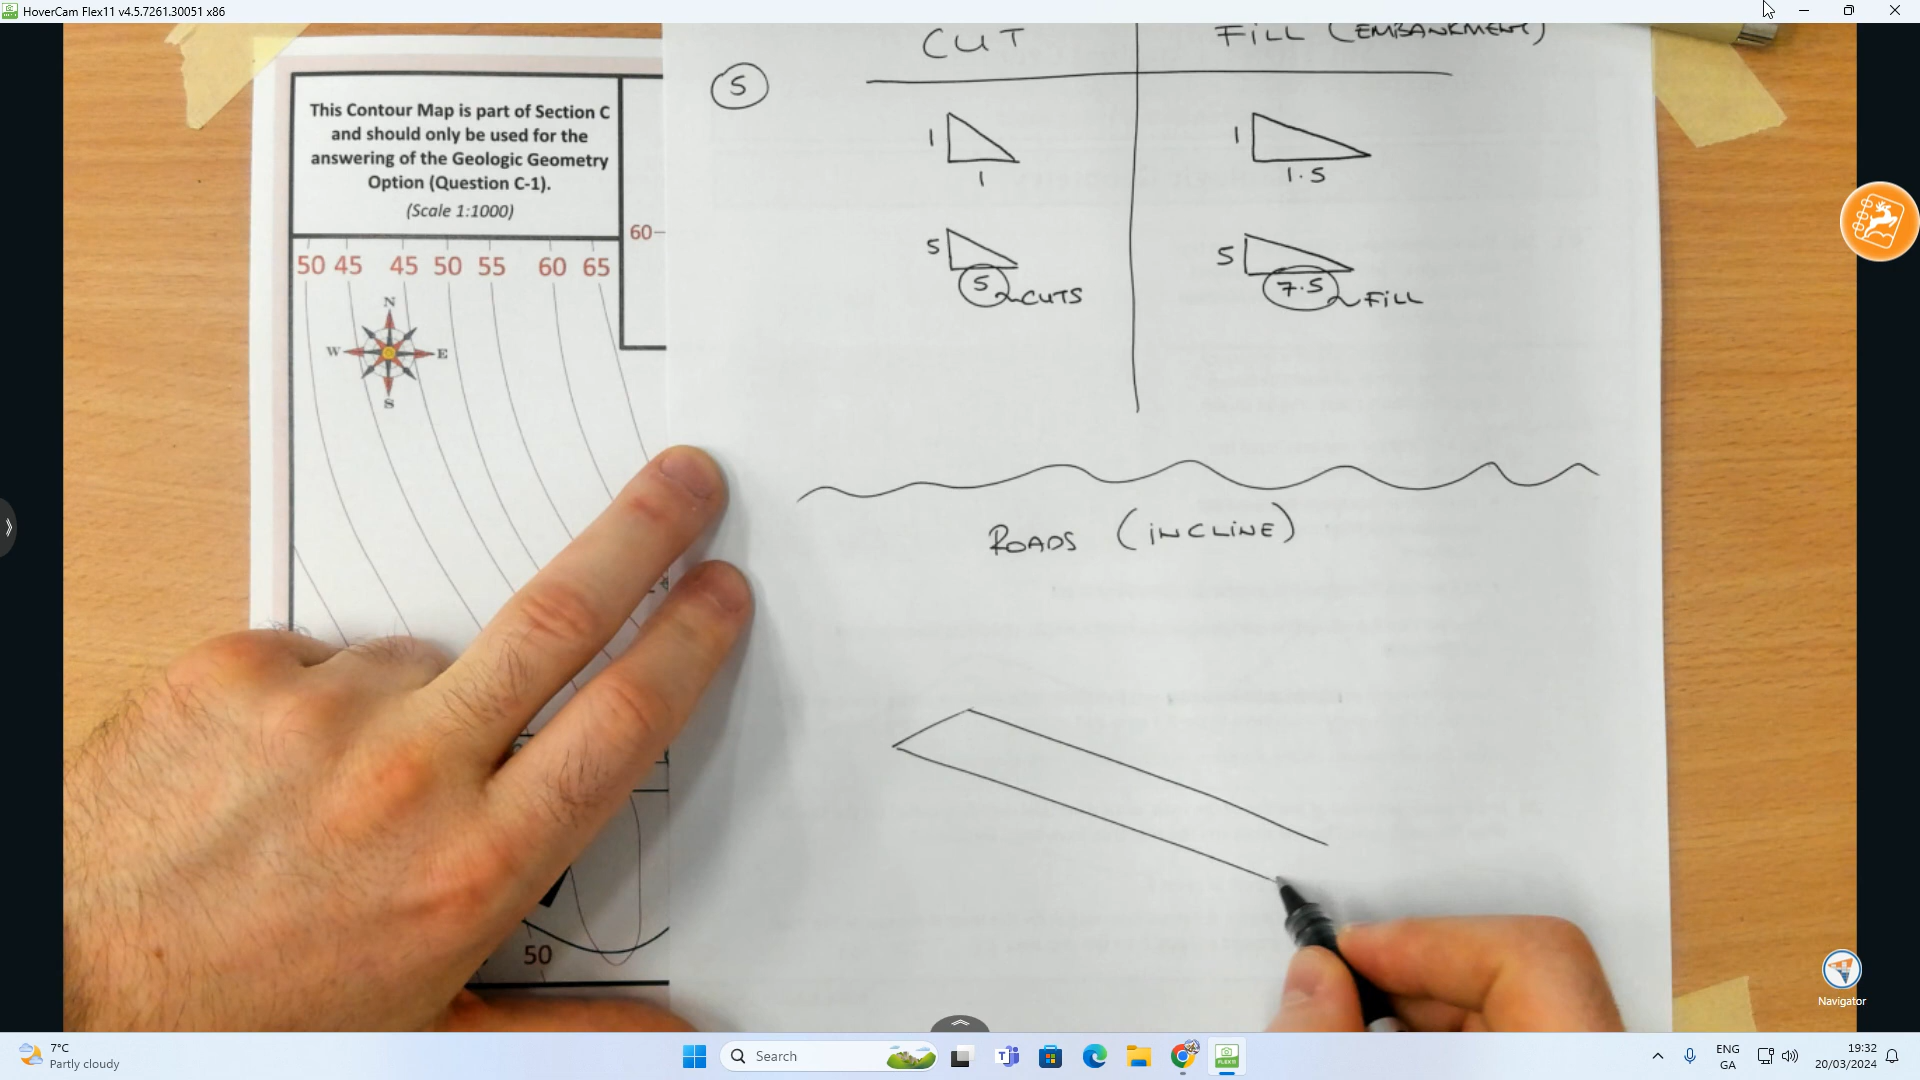 HoverCam Flex11 v4.5.7261.30051 x86
This Contour Map is part of Section C
and should only be used for the
answering of the Geologic Geometry
Option (Question C-1).
(Scale 1:1000)
50 45 45 50 55 60 65
60
N
W E
S
50
CUT FILL (EMBANKMENT)
5
1 1
1 1.5
5 5
5 CUTS 7.5 FILL
ROADS (INCLINE)
Navigator
7°C
Partly cloudy
Search
ENG
GA
19:32
20/03/2024